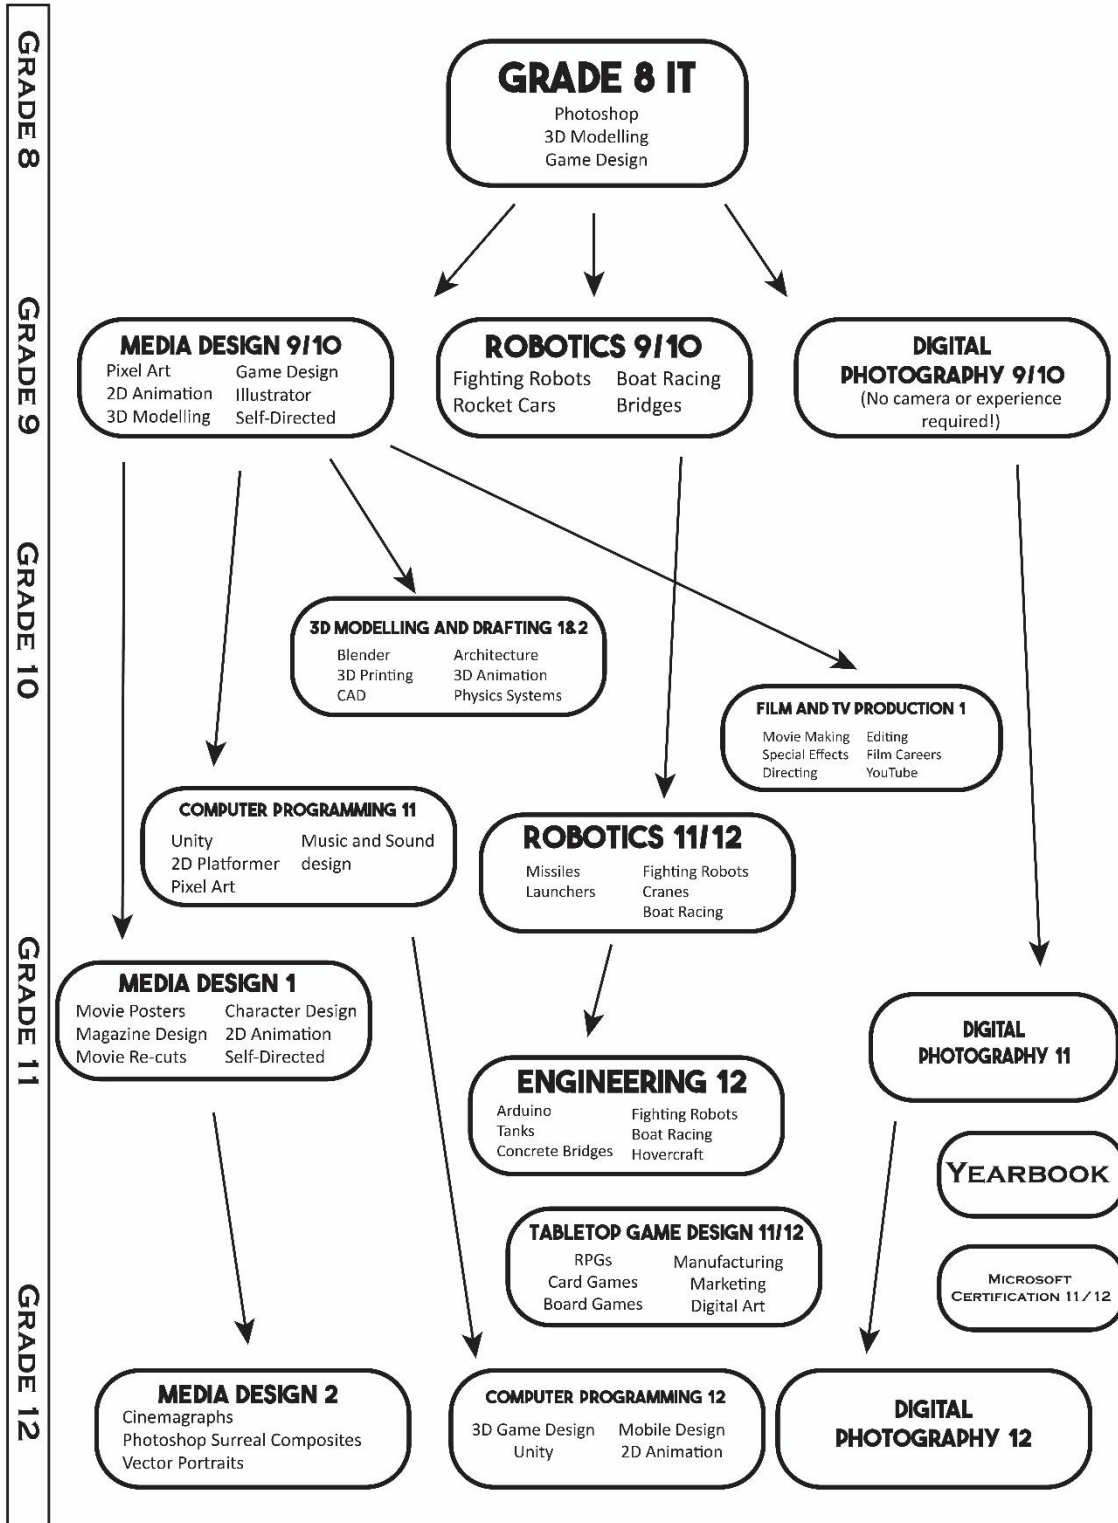 GRADE 8
GRADE 9
GRADE 10
GRADE 11
GRADE 12
GRADE 8 IT
Photoshop
3D Modelling
Game Design
MEDIA DESIGN 9/10
Pixel Art
2D Animation
3D Modelling
Game Design
Illustrator
Self-Directed
ROBOTICS 9/10
Fighting Robots
Rocket Cars
Boat Racing
Bridges
DIGITAL
PHOTOGRAPHY 9/10
(No camera or experience
required!)
3D MODELLING AND DRAFTING 1&2
Blender
3D Printing
CAD
Architecture
3D Animation
Physics Systems
FILM AND TV PRODUCTION 1
Movie Making
Special Effects
Directing
Editing
Film Careers
YouTube
COMPUTER PROGRAMMING 11
Unity
2D Platformer
Pixel Art
Music and Sound
design
ROBOTICS 11/12
Missiles
Launchers
Fighting Robots
Cranes
Boat Racing
MEDIA DESIGN 1
Movie Posters
Magazine Design
Movie Re-cuts
Character Design
2D Animation
Self-Directed
DIGITAL
PHOTOGRAPHY 11
ENGINEERING 12
Arduino
Tanks
Concrete Bridges
Fighting Robots
Boat Racing
Hovercraft
YEARBOOK
TABLETOP GAME DESIGN 11/12
RPGs
Card Games
Board Games
Manufacturing
Marketing
Digital Art
MICROSOFT
CERTIFICATION 11/12
MEDIA DESIGN 2
Cinemagraphs
Photoshop Surreal Composites
Vector Portraits
COMPUTER PROGRAMMING 12
3D Game Design
Unity
Mobile Design
2D Animation
DIGITAL
PHOTOGRAPHY 12